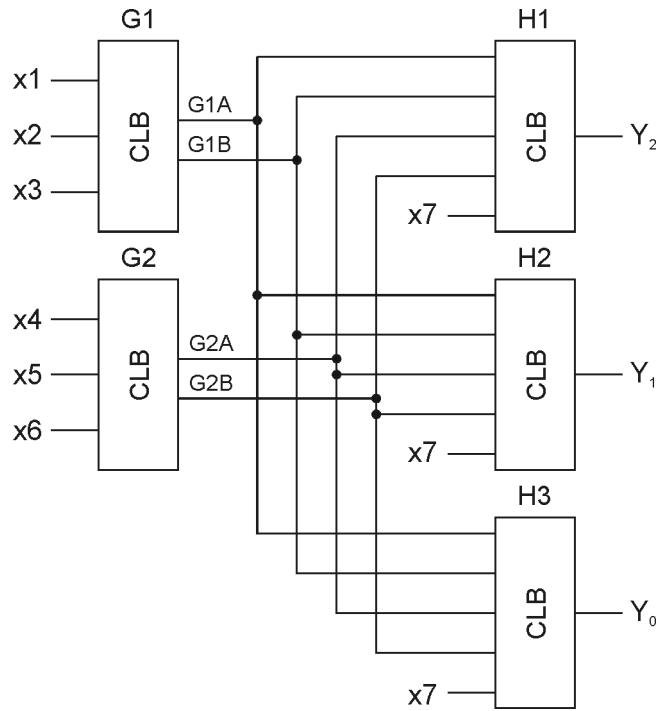 G1
H1
x1
x2
x3
CLB
G1A
G1B
CLB
Y₂
x7
G2
H2
x4
x5
x6
CLB
G2A
G2B
CLB
Y₁
x7
H3
CLB
Y₀
x7